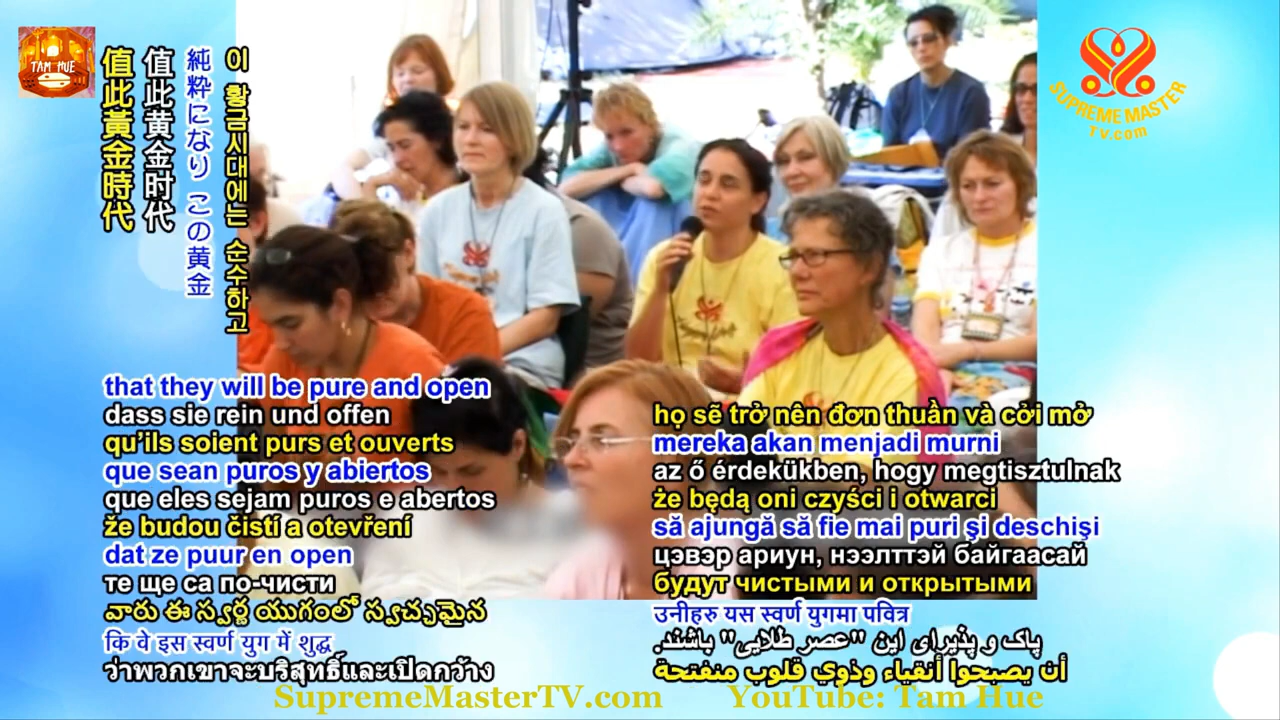 TAM HUE
值此黃金時代
值此黄金时代
純粋になり この黄金
이 황금시대에는 순수하고
SUPREME MASTER
TV.com
that they will be pure and open
dass sie rein und offen
qu'ils soient purs et ouverts
que sean puros y abiertos
que eles sejam puros e abertos
že budou čistí a otevření
dat ze puur en open
те ще са по-чисти
వారు ఈ స్వర్ణ యుగంలో స్వచ్ఛమైన
कि वे इस स्वर्ण युग में शुद्ध
ว่าพวกเขาจะบริสุทธิ์และเปิดกว้าง
họ sẽ trở nên đơn thuần và cởi mở
mereka akan menjadi murni
az ő érdekükben, hogy megtisztulnak
że będą oni czyści i otwarci
să ajungă să fie mai puri şi deschişi
цэвэр ариун, нээлттэй байгаасай
будут чистыми и открытыми
उनीहरु यस स्वर्ण युगमा पवित्र
پاک و پذیرای این "عصر طلایی" باشند.
أن يصبحوا أنقياء وذوي قلوب منفتحة
SupremeMasterTV.com
YouTube: Tam Hue